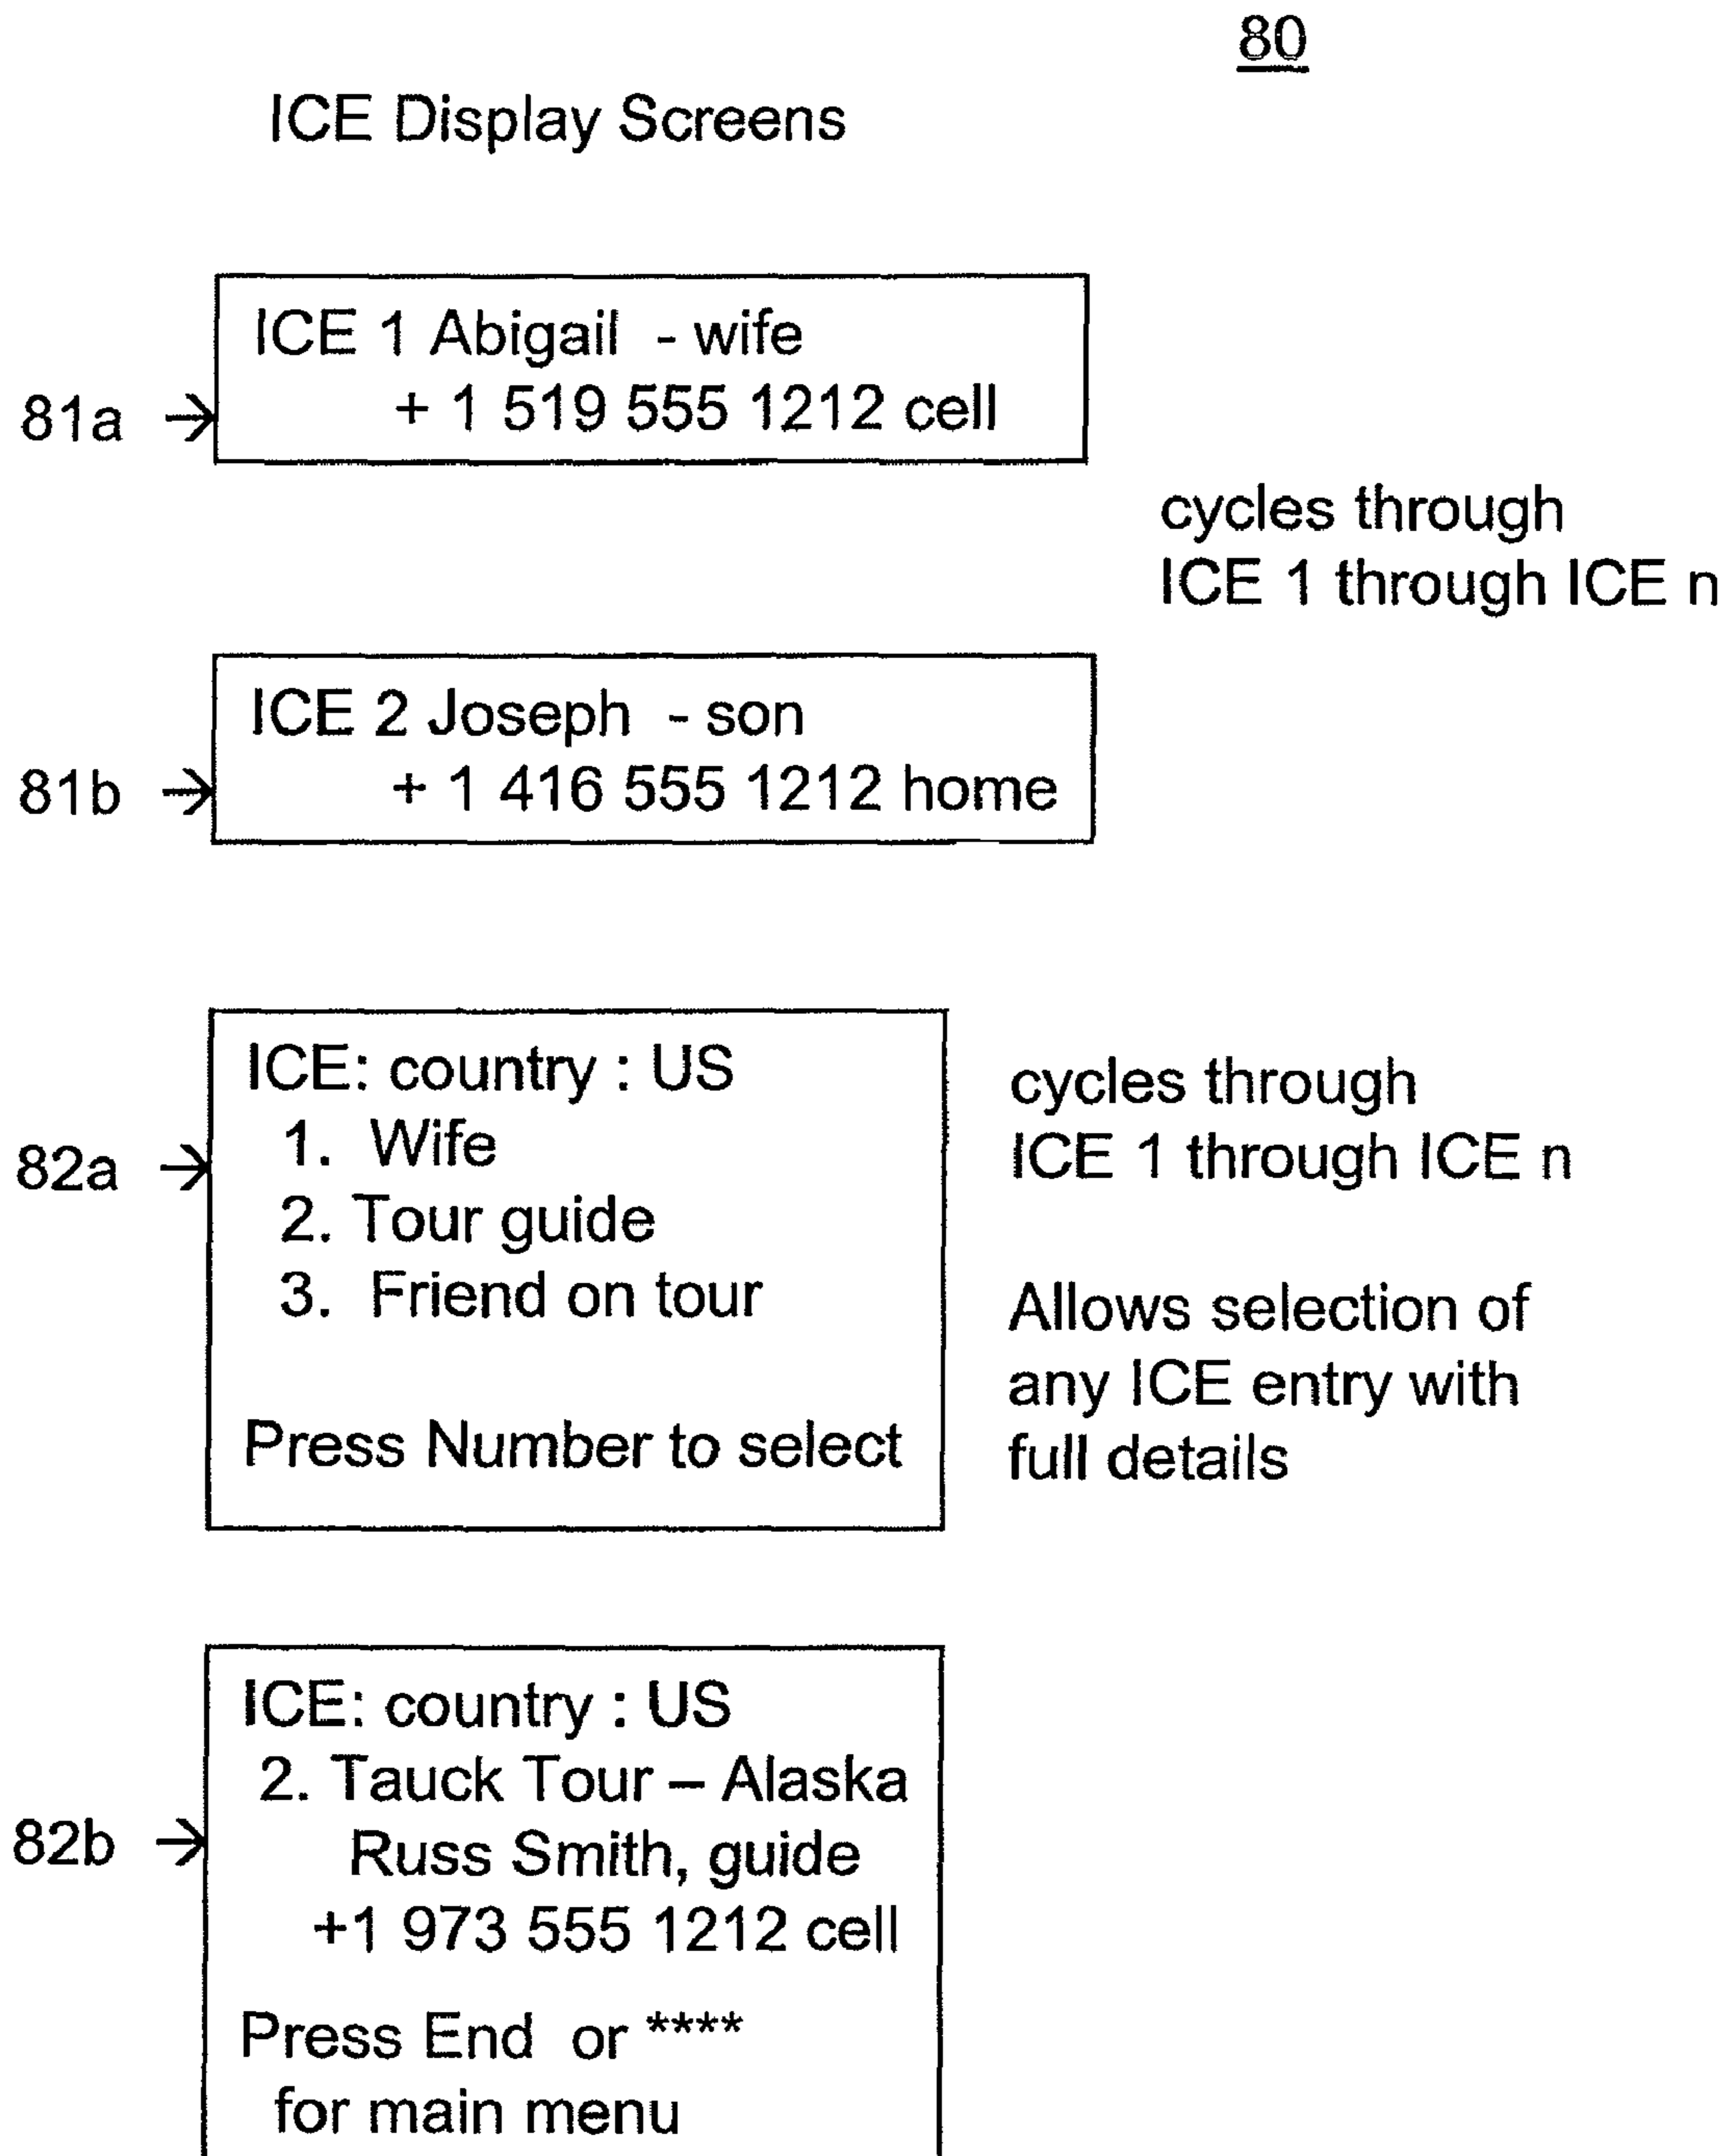 80
ICE Display Screens
ICE 1 Abigail - wife
+ 1 519 555 1212 cell
81a
cycles through
ICE 1 through ICE n
ICE 2 Joseph - son
+ 1 416 555 1212 home
81b
ICE: country : US
1. Wife
2. Tour guide
3. Friend on tour
Press Number to select
82a
cycles through
ICE 1 through ICE n
Allows selection of
any ICE entry with
full details
ICE: country : US
2. Tauck Tour – Alaska
Russ Smith, guide
+1 973 555 1212 cell
Press End or ****
for main menu
82b